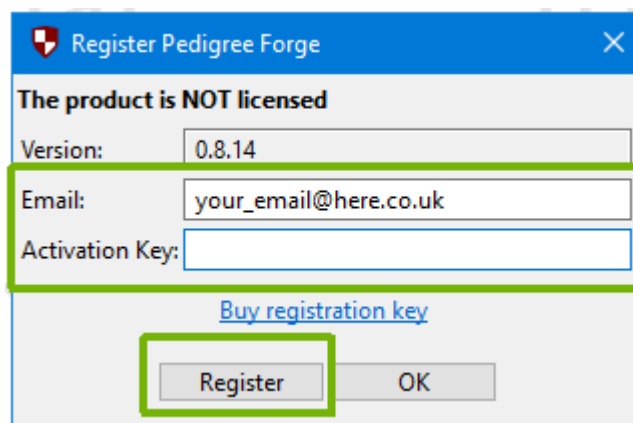 Register Pedigree Forge
The product is NOT licensed
Version: 0.8.14
Email: your_email@here.co.uk
Activation Key:
Buy registration key
Register OK